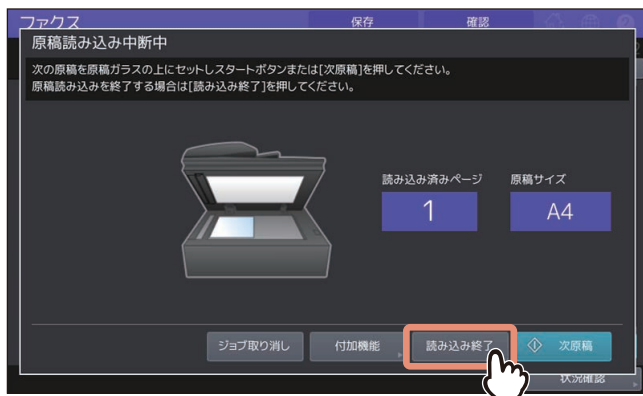 ファクス
保存
確認
原稿読み込み中断中
次の原稿を原稿ガラスの上にセットしスタートボタンまたは[次原稿]を押してください。
原稿読み込みを終了する場合は[読み込み終了]を押してください。
読み込み済みページ
原稿サイズ
1
A4
ジョブ取り消し
付加機能
読み込み終了
次原稿
状況確認